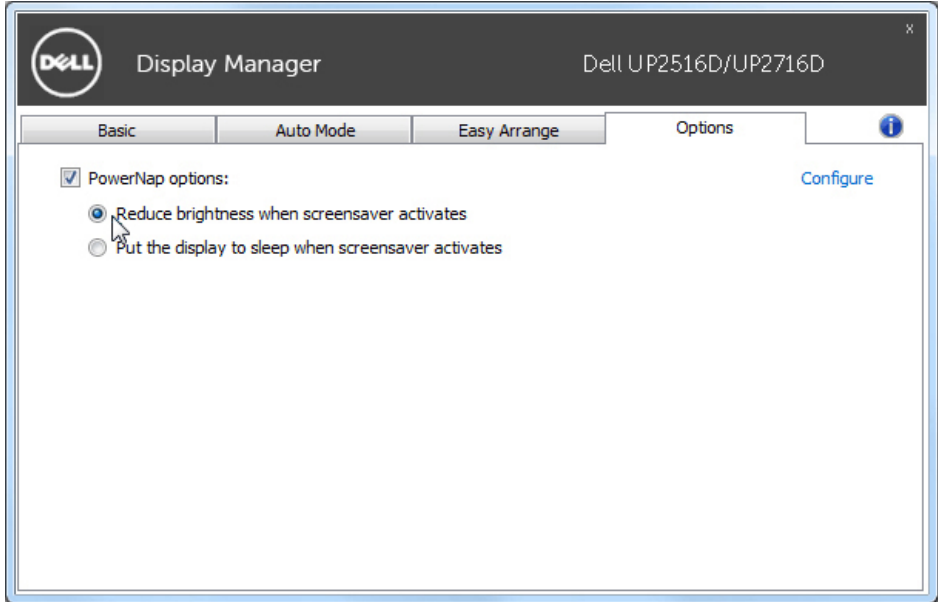 x
DELL
Display Manager
Dell UP2516D/UP2716D
Basic
Auto Mode
Easy Arrange
Options
i
PowerNap options:
Configure
Reduce brightness when screensaver activates
Put the display to sleep when screensaver activates